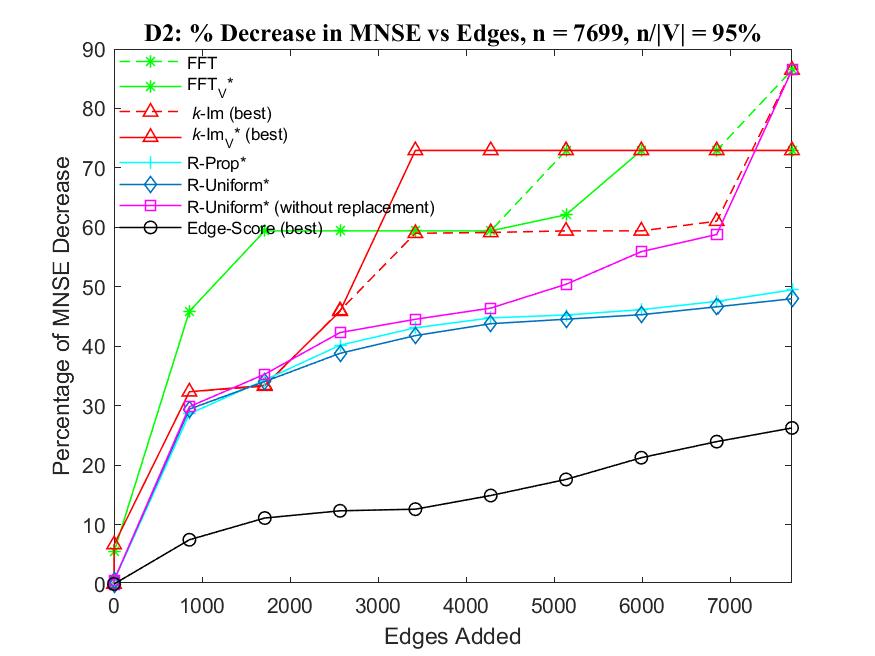 D2: % Decrease in MNSE vs Edges, n = 7699, n/|V| = 95%
Percentage of MNSE Decrease
90
80
70
60
50
40
30
20
10
0
FFT
FFT_V*
k-Im (best)
k-Im_V* (best)
R-Prop*
R-Uniform*
R-Uniform* (without replacement)
Edge-Score (best)
0 1000 2000 3000 4000 5000 6000 7000
Edges Added